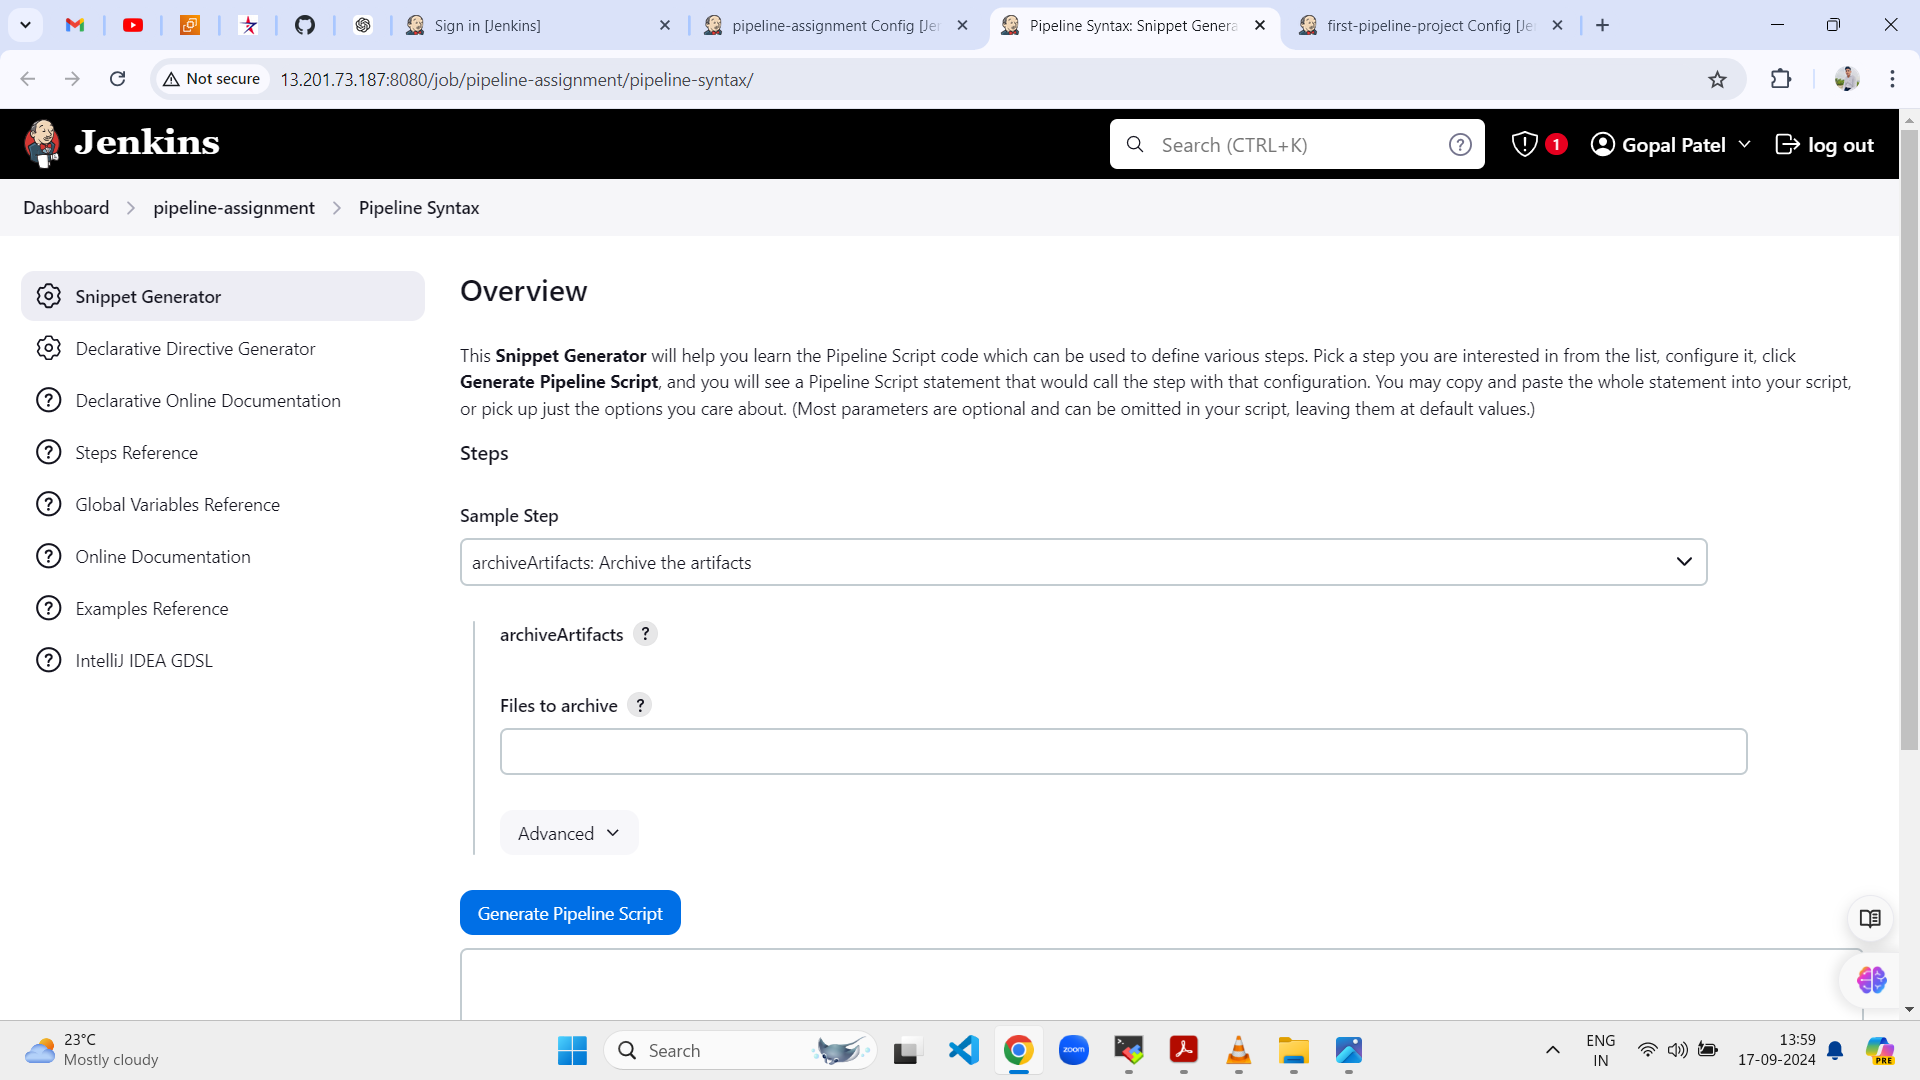 Sign in [Jenkins]
pipeline-assignment Config [Je
Pipeline Syntax: Snippet Genera
first-pipeline-project Config [Je
Not secure
13.201.73.187:8080/job/pipeline-assignment/pipeline-syntax/
Jenkins
Search (CTRL+K)
?
1
Gopal Patel
log out
Dashboard
pipeline-assignment
Pipeline Syntax
Snippet Generator
Declarative Directive Generator
? Declarative Online Documentation
? Steps Reference
? Global Variables Reference
? Online Documentation
? Examples Reference
? IntelliJ IDEA GDSL
Overview
This Snippet Generator will help you learn the Pipeline Script code which can be used to define various steps. Pick a step you are interested in from the list, configure it, click
Generate Pipeline Script, and you will see a Pipeline Script statement that would call the step with that configuration. You may copy and paste the whole statement into your script,
or pick up just the options you care about. (Most parameters are optional and can be omitted in your script, leaving them at default values.)
Steps
Sample Step
archiveArtifacts: Archive the artifacts
archiveArtifacts ?
Files to archive ?
Advanced
Generate Pipeline Script
23°C
Mostly cloudy
Search
zoom
ENG
IN
13:59
17-09-2024
PRE